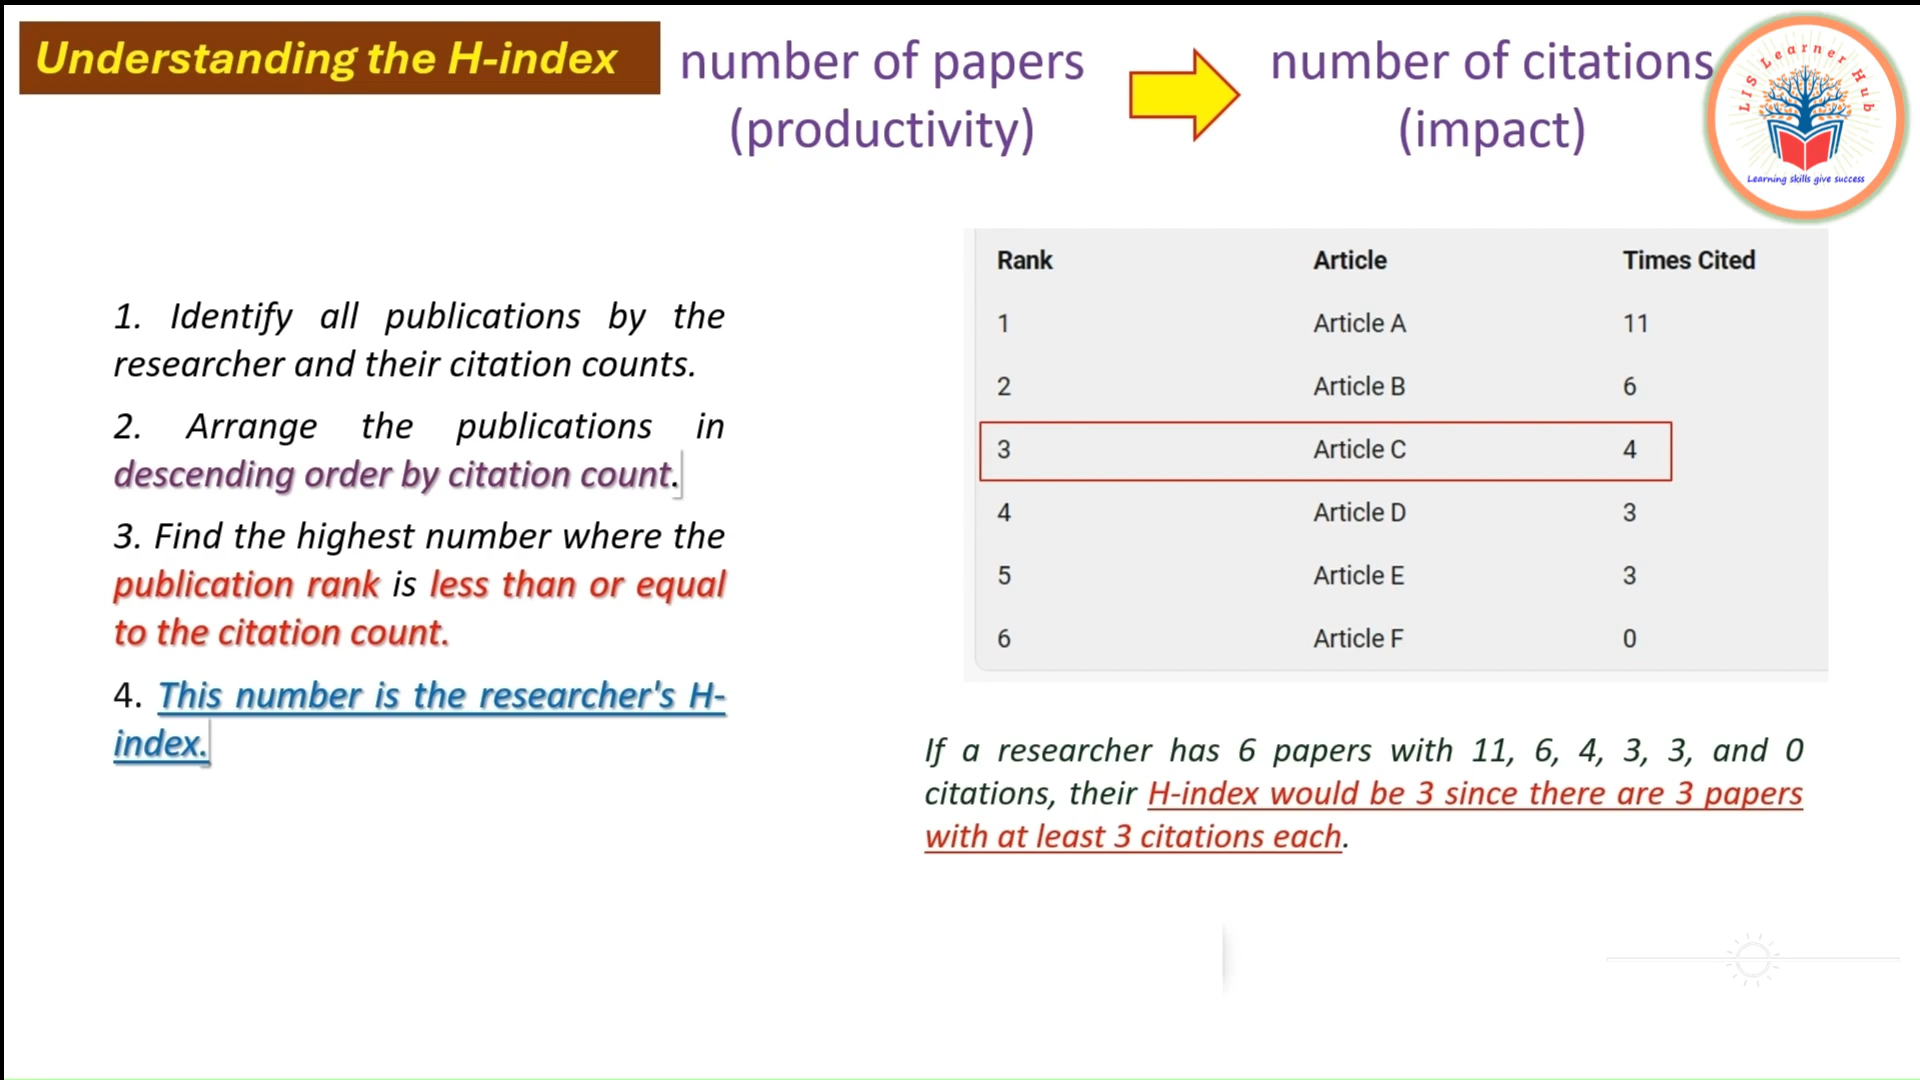 Understanding the H-index
number of papers
(productivity)
number of citations
(impact)
LIS Learner Hub
Learning skills give success
1. Identify all publications by the
researcher and their citation counts.
2. Arrange the publications in
descending order by citation count.
3. Find the highest number where the
publication rank is less than or equal
to the citation count.
4. This number is the researcher's H-
index.
Rank Article Times Cited
1 Article A 11
2 Article B 6
3 Article C 4
4 Article D 3
5 Article E 3
6 Article F 0
If a researcher has 6 papers with 11, 6, 4, 3, 3, and 0
citations, their H-index would be 3 since there are 3 papers
with at least 3 citations each.